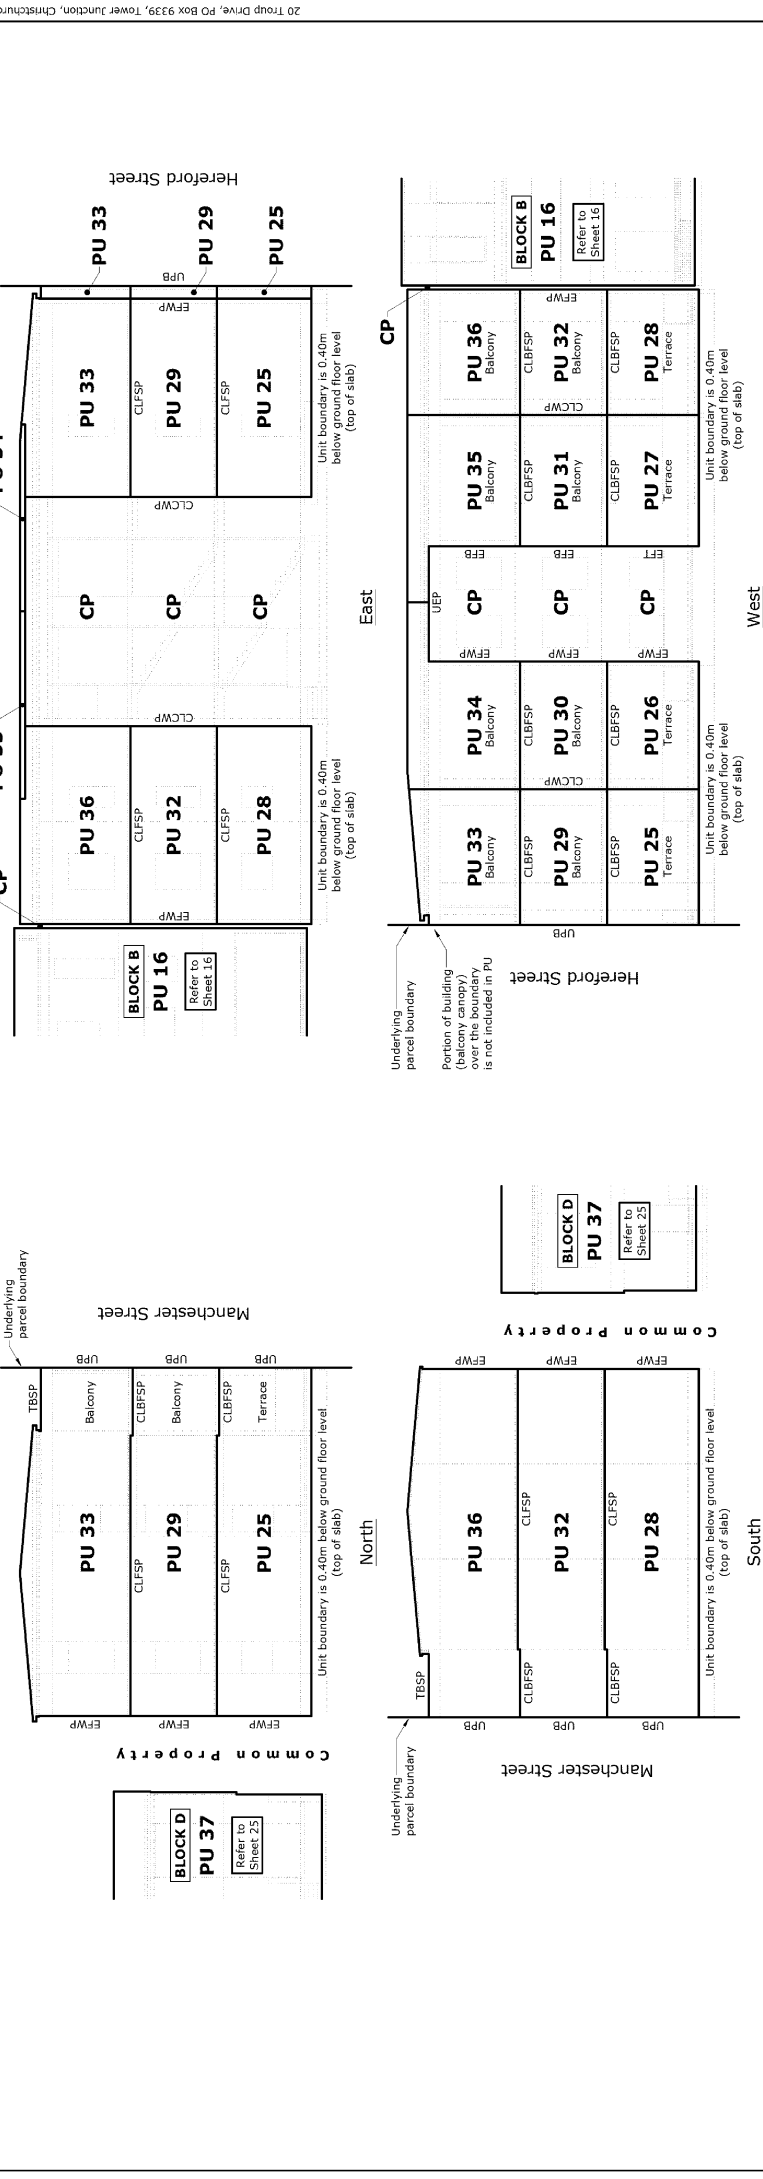 20 Troup Drive, PO Box 9339, Tower Junction, Christchurc
Underlying
parcel boundary
Manchester Street
UPB
UPB
UPB
TBSP
Balcony
CLBFSP
Balcony
CLBFSP
Terrace
PU 33
CLFSP
PU 29
CLFSP
PU 25
EFWP
EFWP
EFWP
Unit boundary is 0.40m below ground floor level
(top of slab)
North
Common Property
BLOCK D
PU 37
Refer to
Sheet 25
Hereford Street
PU 33
PU 29
PU 25
UPB
EFWP
PU 33
CLFSP
PU 29
CLFSP
PU 25
CLCWP
CP
CP
CP
CLCWP
PU 36
CLFSP
PU 32
CLFSP
PU 28
EFWP
CP
Unit boundary is 0.40m
below ground floor level
(top of slab)
Unit boundary is 0.40m
below ground floor level
(top of slab)
East
BLOCK B
PU 16
Refer to
Sheet 16
Underlying
parcel boundary
Manchester Street
TBSP
CLBFSP
CLBFSP
UPB
UPB
UPB
PU 36
CLFSP
PU 32
CLFSP
PU 28
EFWP
EFWP
EFWP
Unit boundary is 0.40m below ground floor level
(top of slab)
South
Common Property
BLOCK D
PU 37
Refer to
Sheet 25
Underlying
parcel boundary
Portion of building
(balcony canopy)
over the boundary
is not included in PU
Hereford Street
UPB
PU 33
Balcony
CLBFSP
PU 29
Balcony
CLBFSP
PU 25
Terrace
CLCWP
PU 34
Balcony
CLBFSP
PU 30
Balcony
CLBFSP
PU 26
Terrace
EFWP
EFWP
EFWP
UEP
CP
CP
CP
EFB
EFB
EFT
PU 35
Balcony
CLBFSP
PU 31
Balcony
CLBFSP
PU 27
Terrace
CLCWP
PU 36
Balcony
CLBFSP
PU 32
Balcony
CLBFSP
PU 28
Terrace
EFWP
CP
Unit boundary is 0.40m
below ground floor level
(top of slab)
Unit boundary is 0.40m
below ground floor level
(top of slab)
West
BLOCK B
PU 16
Refer to
Sheet 16